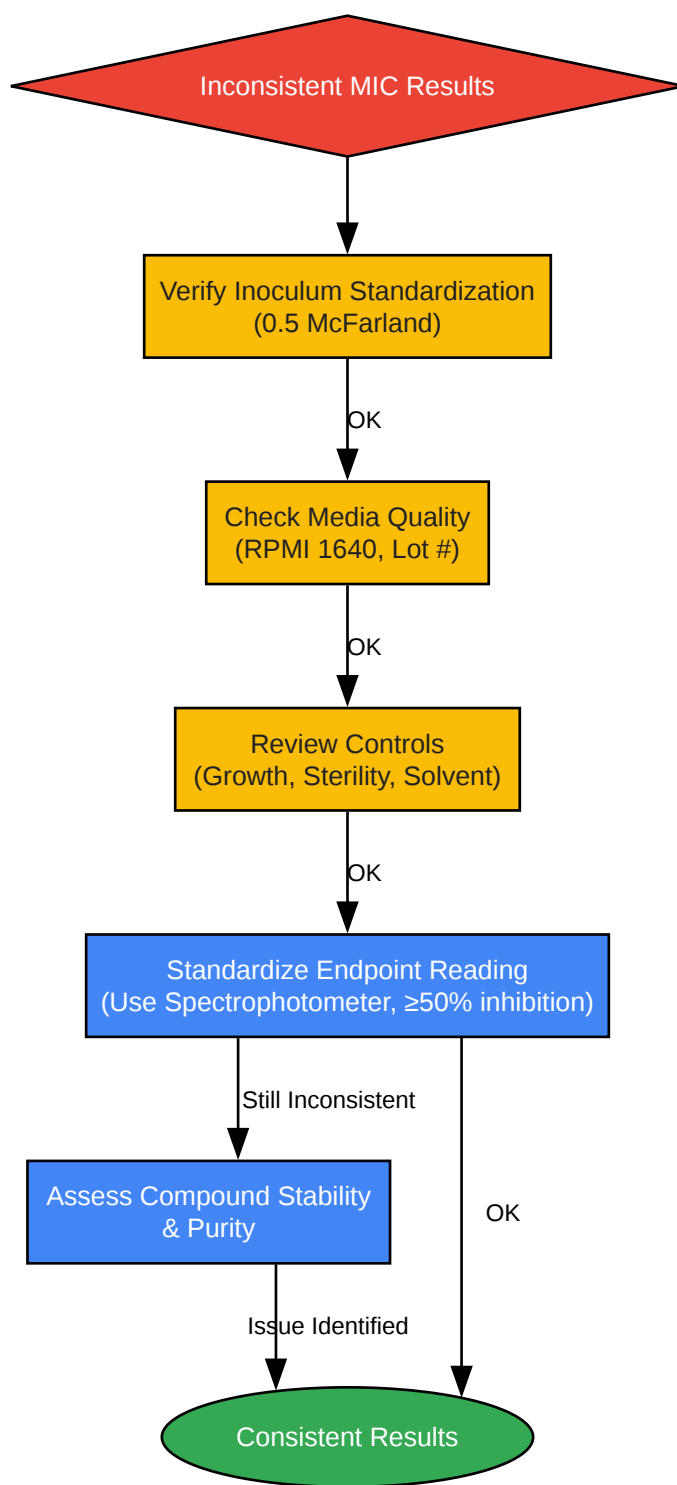 Inconsistent MIC Results
Verify Inoculum Standardization
(0.5 McFarland)
OK
Check Media Quality
(RPMI 1640, Lot #)
OK
Review Controls
(Growth, Sterility, Solvent)
OK
Standardize Endpoint Reading
(Use Spectrophotometer, ≥50% inhibition)
Still Inconsistent
Assess Compound Stability
& Purity
OK
Issue Identified
Consistent Results